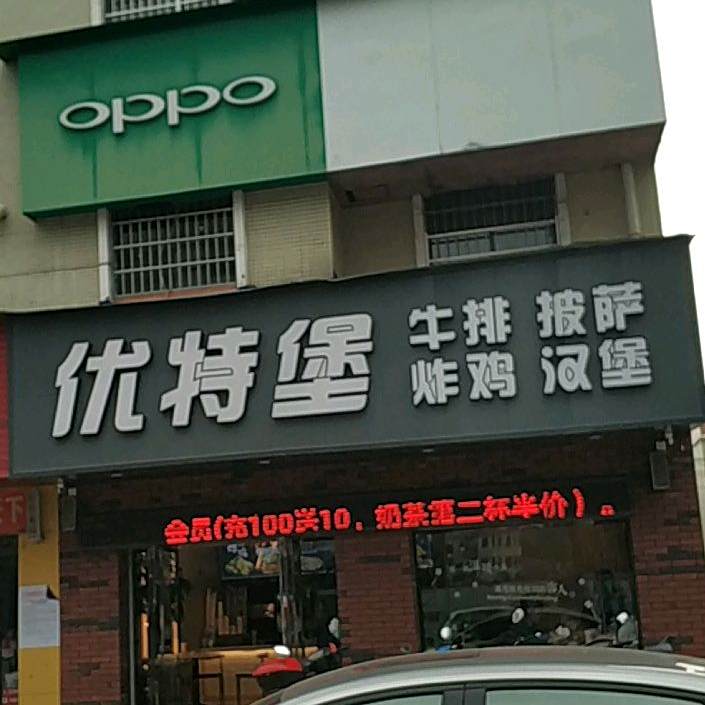 oppo
优特堡
牛排 披萨
炸鸡 汉堡
会员(充100送10，奶茶第二杯半价）。